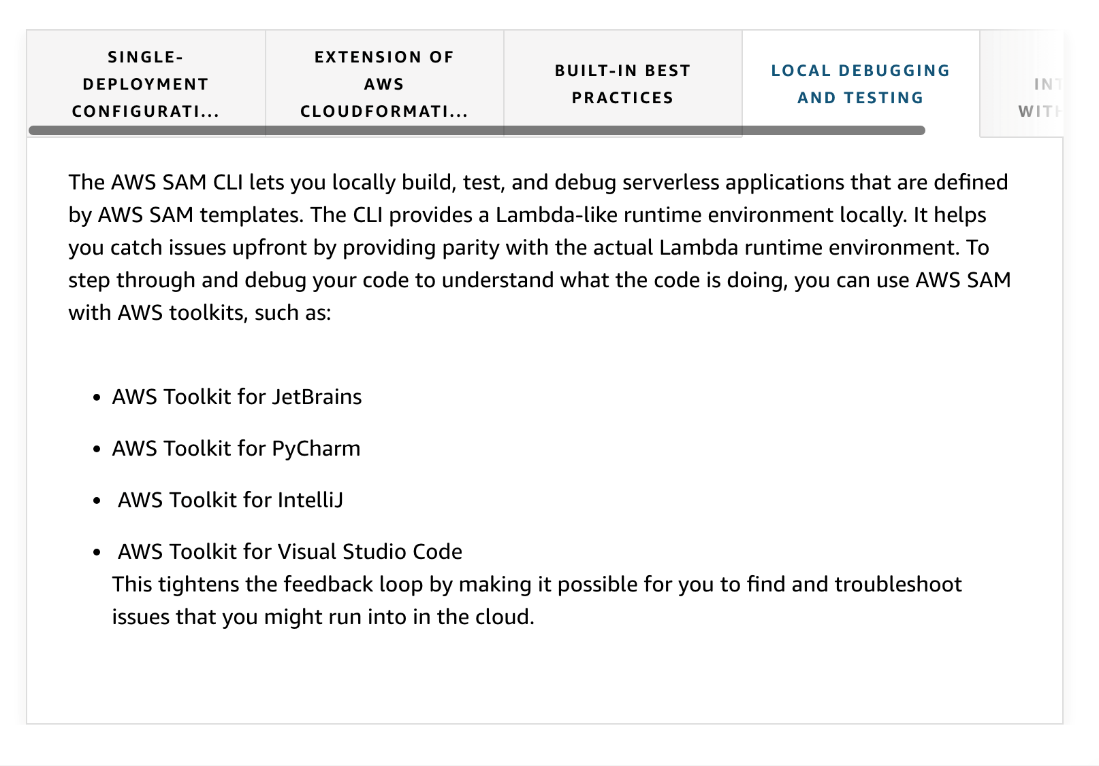 SINGLE-
DEPLOYMENT
CONFIGURATI...
EXTENSION OF
AWS
CLOUDFORMATI...
BUILT-IN BEST
PRACTICES
LOCAL DEBUGGING
AND TESTING
The AWS SAM CLI lets you locally build, test, and debug serverless applications that are defined
by AWS SAM templates. The CLI provides a Lambda-like runtime environment locally. It helps
you catch issues upfront by providing parity with the actual Lambda runtime environment. To
step through and debug your code to understand what the code is doing, you can use AWS SAM
with AWS toolkits, such as:
• AWS Toolkit for JetBrains
• AWS Toolkit for PyCharm
• AWS Toolkit for IntelliJ
• AWS Toolkit for Visual Studio Code
This tightens the feedback loop by making it possible for you to find and troubleshoot
issues that you might run into in the cloud.